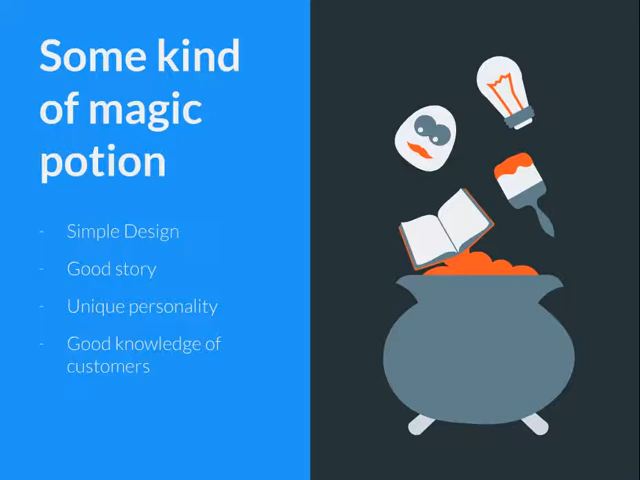 Some kind
of magic
potion
- Simple Design
- Good story
- Unique personality
- Good knowledge of
customers